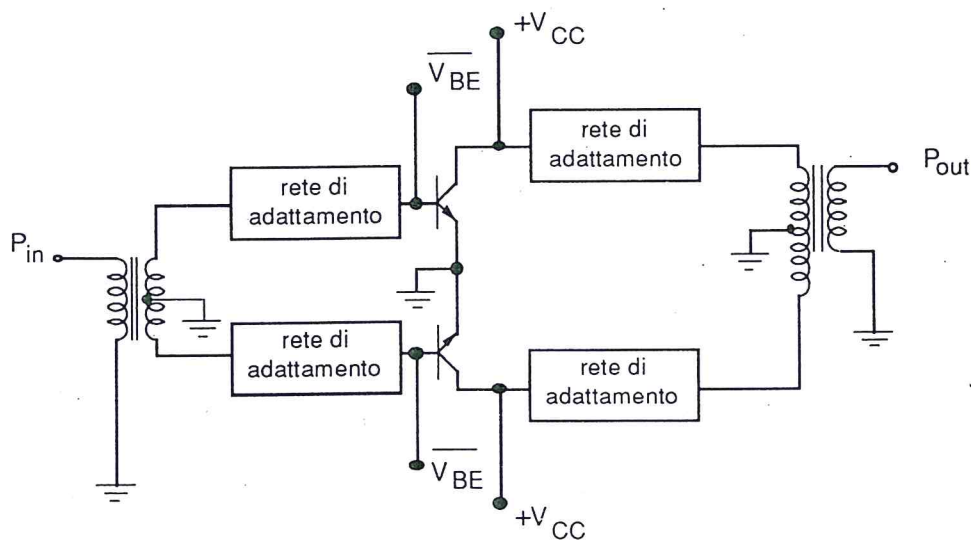 +V CC
V BE
rete di
adattamento
P out
rete di
adattamento
P in
rete di
adattamento
rete di
adattamento
V BE
+V CC